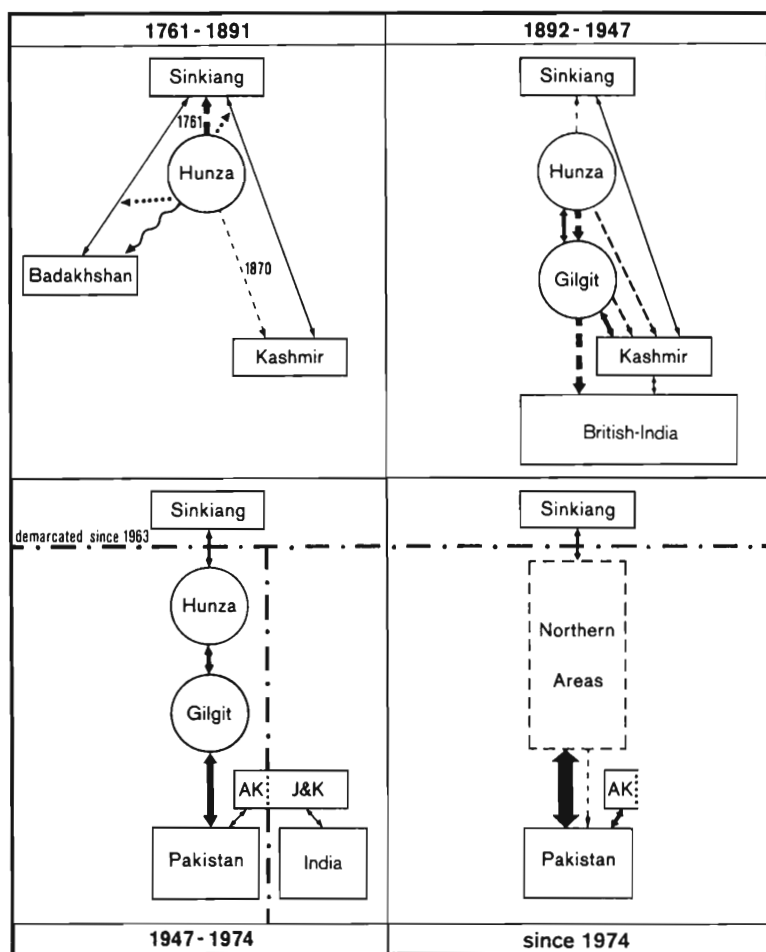 1761 - 1891
Sinkiang
1761
Hunza
Badakhshan
1870
Kashmir
1892 - 1947
Sinkiang
Hunza
Gilgit
Kashmir
British-India
Sinkiang
demarcated since 1963
Hunza
Gilgit
AK J&K
Pakistan India
1947 - 1974
Sinkiang
Northern
Areas
AK
Pakistan
since 1974